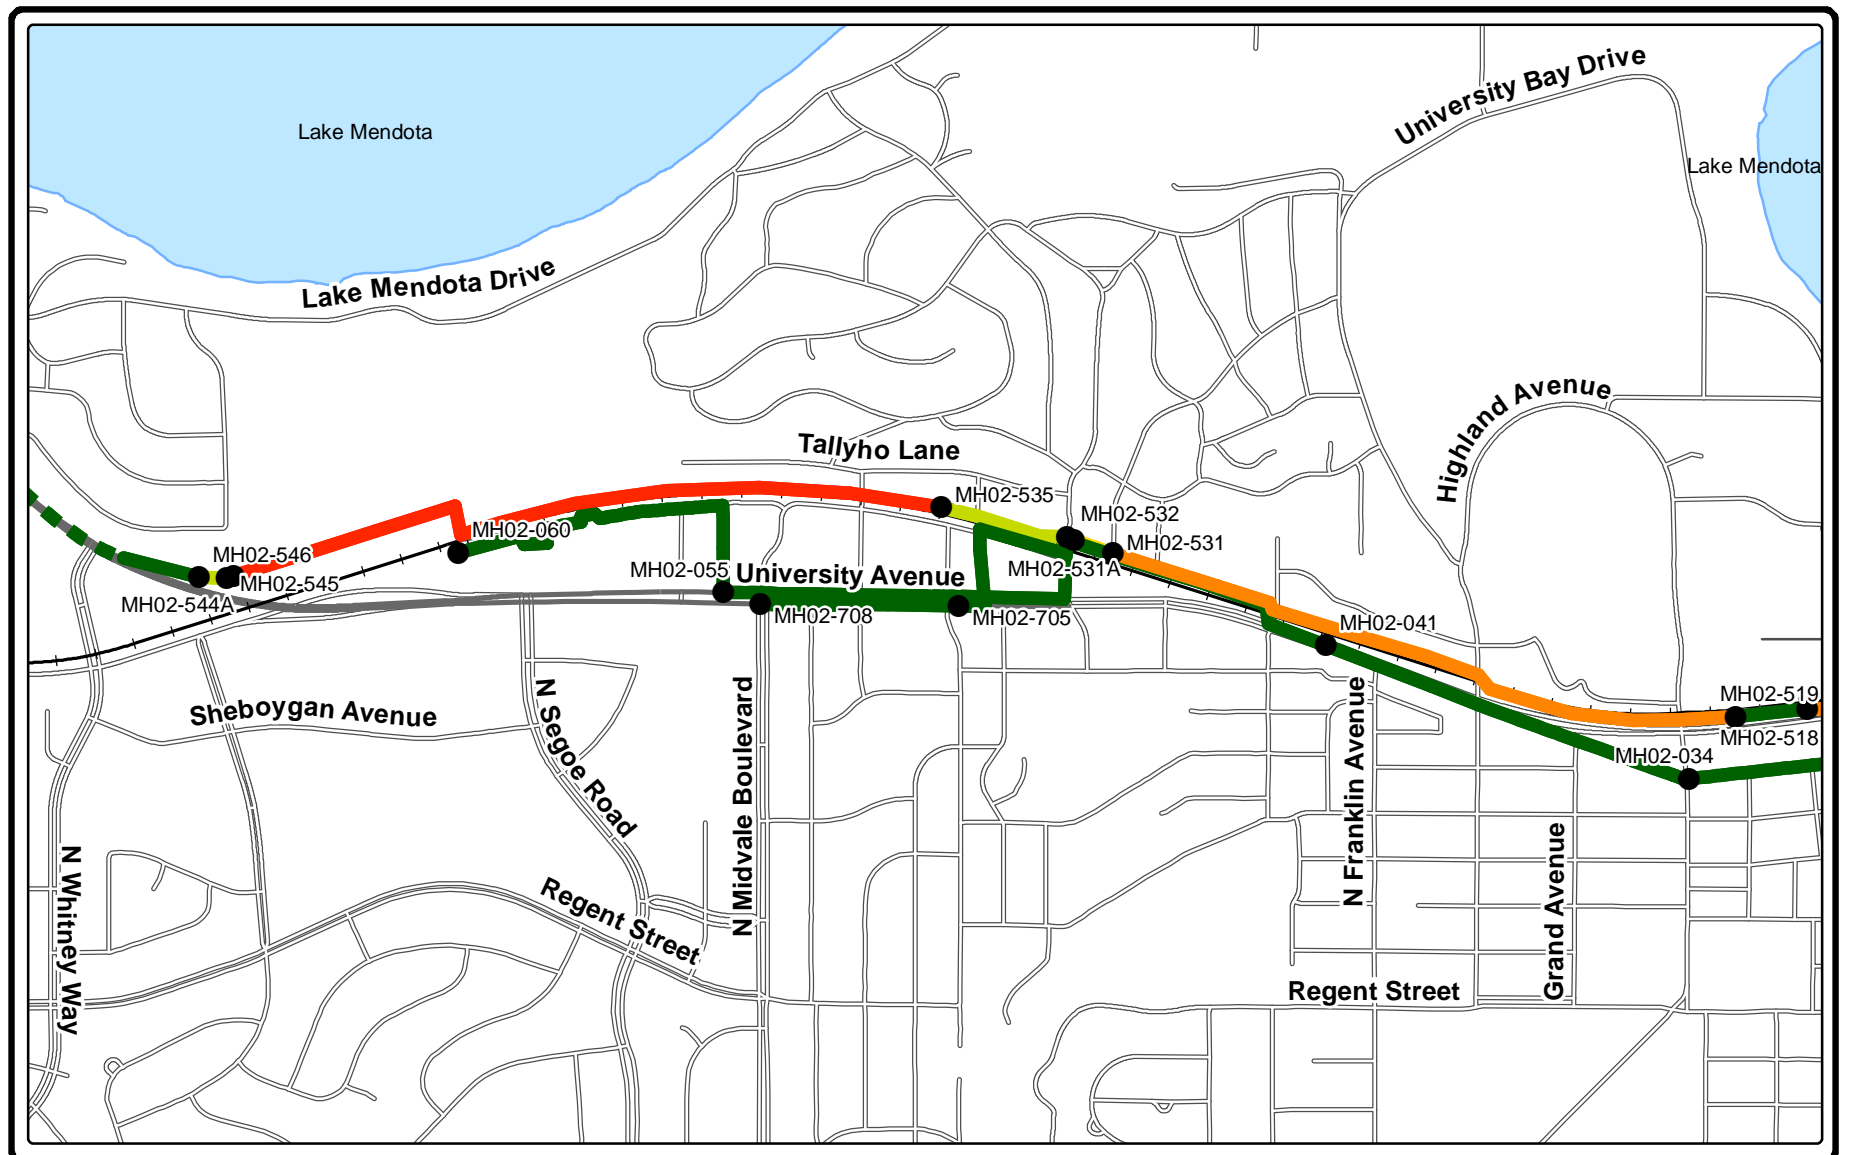 University Bay Drive
Lake Mendota
Lake Mendota
Lake Mendota Drive
Highland Avenue
Tallyho Lane
MH02-535
MH02-532
MH02-060
MH02-531
MH02-546
MH02-055
University Avenue
MH02-531A
MH02-545
MH02-544A
MH02-708
MH02-705
MH02-041
Sheboygan Avenue
N Segoe Road
N Midvale Boulevard
N Franklin Avenue
MH02-519
MH02-518
MH02-034
N Whitney Way
Regent Street
Grand Avenue
Regent Street